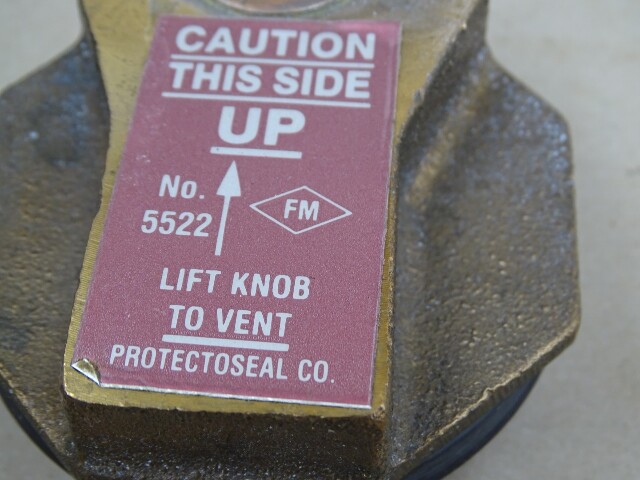 CAUTION
THIS SIDE
UP
No.
5522
FM
LIFT KNOB
TO VENT
PROTECTOSEAL CO.